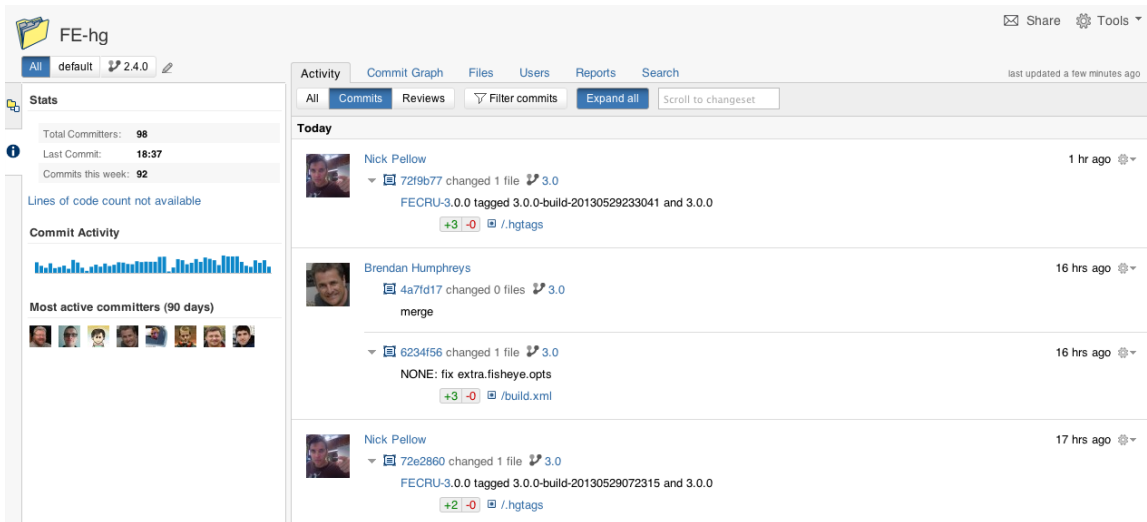 FE-hg
Share Tools
All default 2.4.0
Stats
Total Committers: 98
Last Commit: 18:37
Commits this week: 92
Lines of code count not available
Commit Activity
Most active committers (90 days)
Activity Commit Graph Files Users Reports Search
last updated a few minutes ago
All Commits Reviews Filter commits Expand all Scroll to changeset
Today
Nick Pellow 1 hr ago
72f9b77 changed 1 file 3.0
FECRU-3.0.0 tagged 3.0.0-build-20130529233041 and 3.0.0
+3 -0 /.hgtags
Brendan Humphreys 16 hrs ago
4a7fd17 changed 0 files 3.0
merge
6234f56 changed 1 file 3.0 16 hrs ago
NONE: fix extra.fisheye.opts
+3 -0 /build.xml
Nick Pellow 17 hrs ago
72e2860 changed 1 file 3.0
FECRU-3.0.0 tagged 3.0.0-build-20130529072315 and 3.0.0
+2 -0 /.hgtags